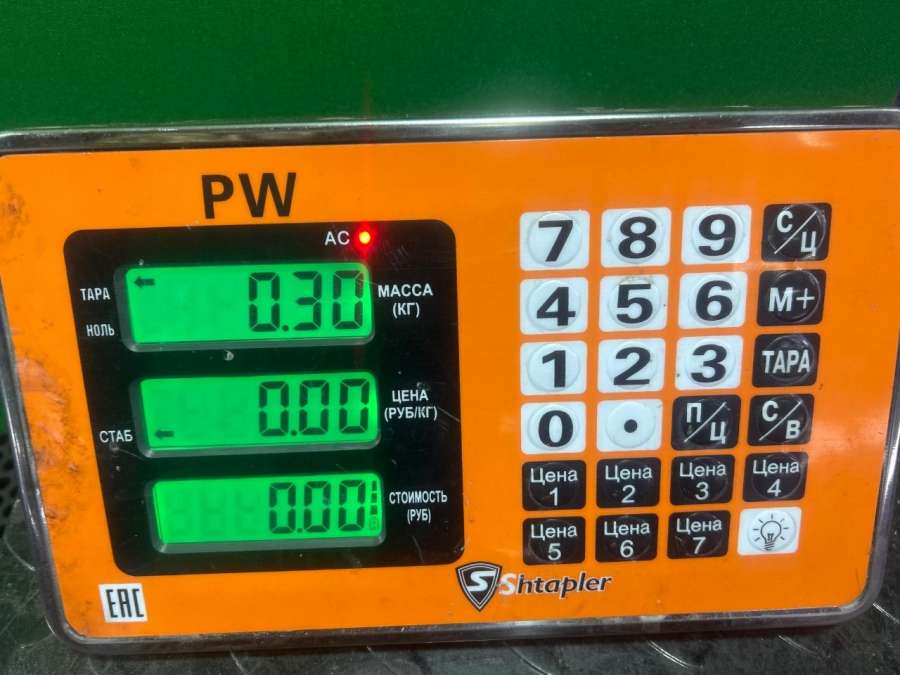 PW
AC
ТАРА
НОЛЬ
0.30
МАССА
(КГ)
СТАБ
0.00
ЦЕНА
(РУБ/КГ)
0.00
СТОИМОСТЬ
(РУБ)
7 8 9 С/Ц
4 5 6 М+
1 2 3 ТАРА
0 . П/Ц С/В
Цена 1 Цена 2 Цена 3 Цена 4
Цена 5 Цена 6 Цена 7
EAC
S Shtapler